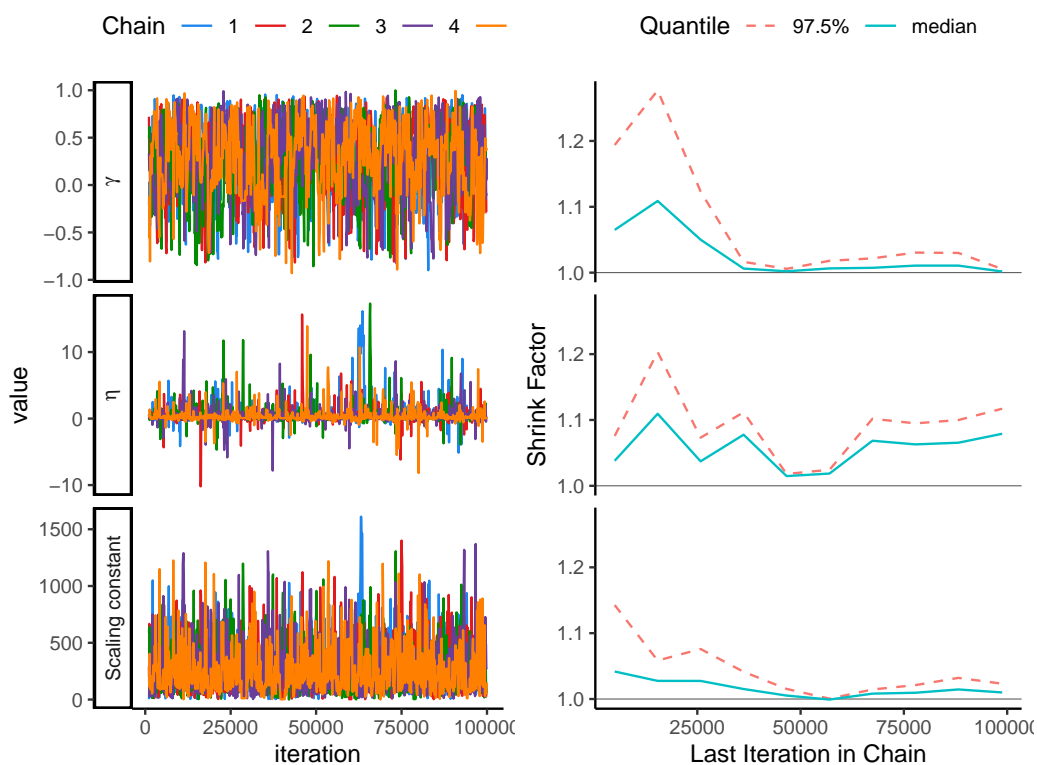 Chain 1 2 3 4
Quantile 97.5% median
value
γ
1.0
0.5
0.0
−0.5
−1.0
η
10
0
−10
Scaling constant
1500
1000
500
0
0 25000 50000 75000 100000
iteration
Shrink Factor
1.2
1.1
1.0
1.2
1.1
1.0
1.2
1.1
1.0
25000 50000 75000 100000
Last Iteration in Chain